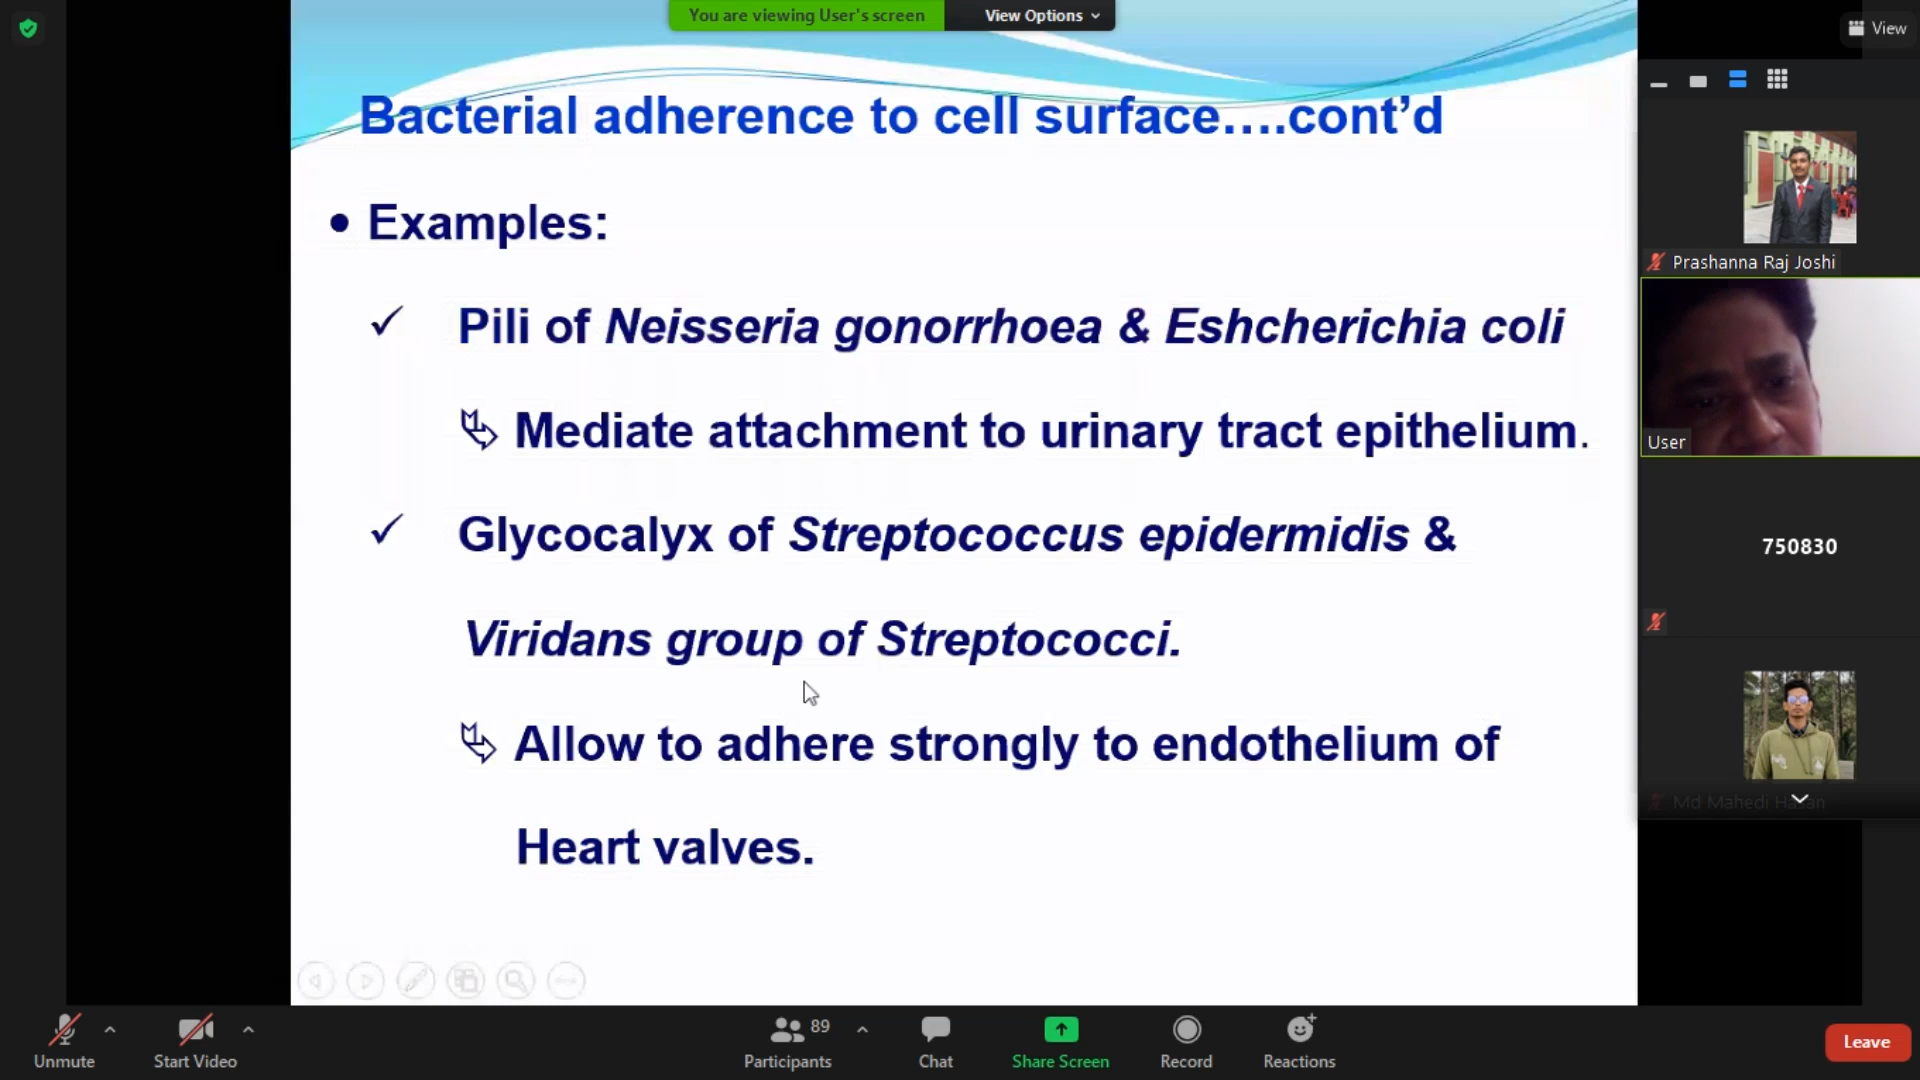 You are viewing User's screen
View Options
View
Bacterial adherence to cell surface….cont’d
• Examples:
✓ Pili of Neisseria gonorrhoea & Eshcherichia coli
Mediate attachment to urinary tract epithelium.
✓ Glycocalyx of Streptococcus epidermidis &
Viridans group of Streptococci.
Allow to adhere strongly to endothelium of
Heart valves.
Prashanna Raj Joshi
User
750830
Md Mahedi Hasan
Unmute
Start Video
89
Participants
Chat
Share Screen
Record
Reactions
Leave